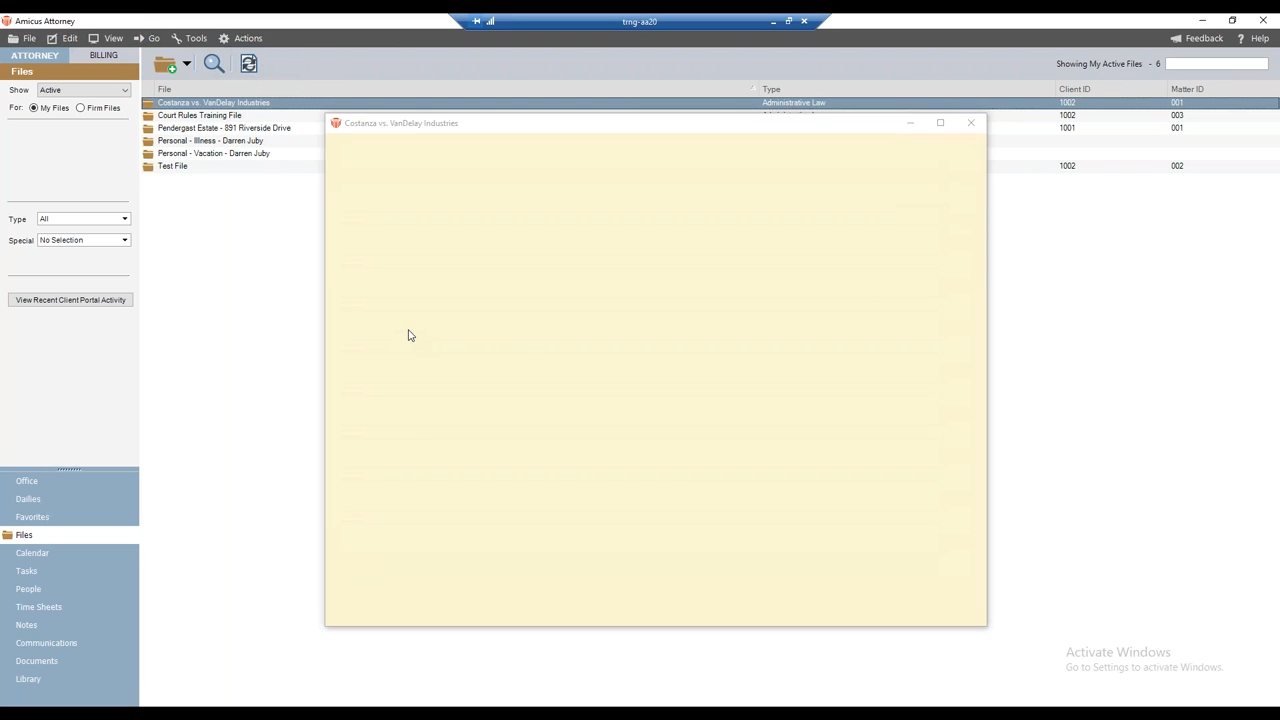 Amicus Attorney
trng-aa20
File Edit View Go Tools Actions
Feedback ? Help
ATTORNEY BILLING
Files
Show Active
For: My Files Firm Files
Type All
Special No Selection
View Recent Client Portal Activity
Showing My Active Files - 6
File Type Client ID Matter ID
Costanza vs. VanDelay Industries Administrative Law 1002 001
Court Rules Training File 1002 003
Pendergast Estate - 891 Riverside Drive 1001 001
Personal - Illness - Darren Juby
Personal - Vacation - Darren Juby
Test File 1002 002
Costanza vs. VanDelay Industries
Office
Dailies
Favorites
Files
Calendar
Tasks
People
Time Sheets
Notes
Communications
Documents
Library
Activate Windows
Go to Settings to activate Windows.